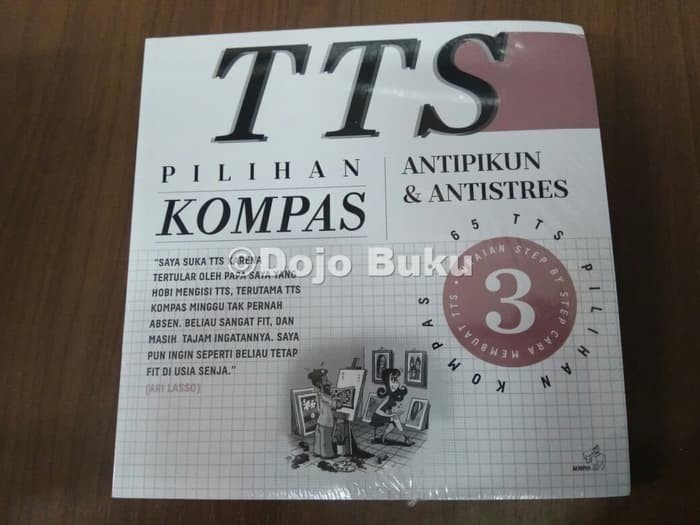 TTS
PILIHAN
KOMPAS
ANTIPIKUN
& ANTISTRES
©Dojo Buku
"SAYA SUKA TTS KARENA
TERTULAR OLEH PAPA SAYA YANG
HOBI MENGISI TTS, TERUTAMA TTS
KOMPAS MINGGU TAK PERNAH
ABSEN. BELIAU SANGAT FIT, DAN
MASIH TAJAM INGATANNYA. SAYA
PUN INGIN SEPERTI BELIAU TETAP
FIT DI USIA SENJA."
(ARI LASSO)
65 TTS PILIHAN KOMPAS
STEP BY STEP CARA MEMBUAT TTS
3